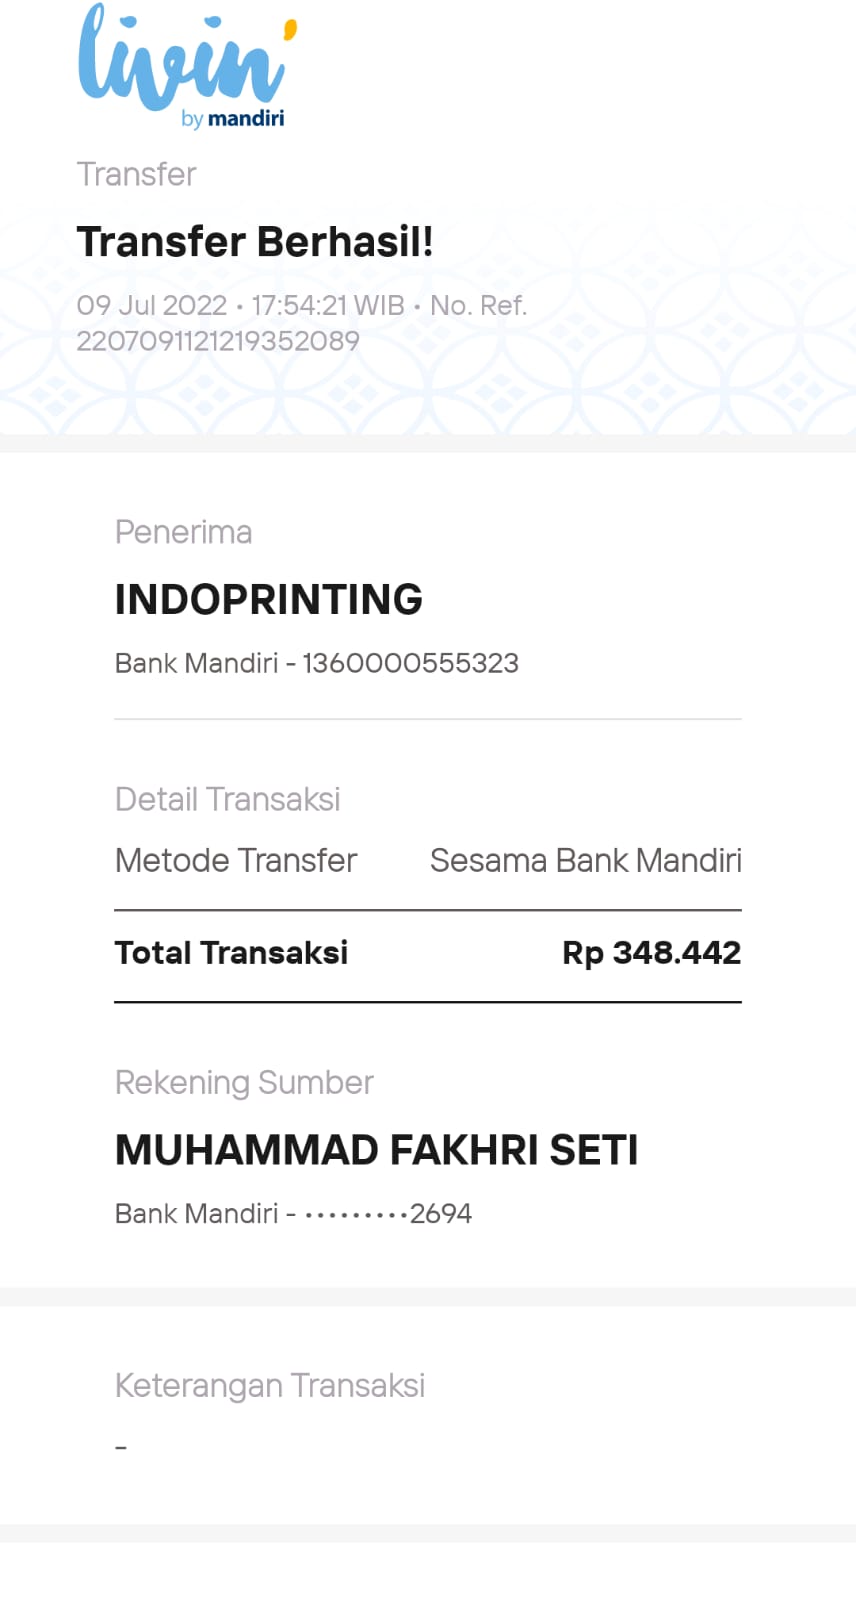 livin'
by mandiri
Transfer
Transfer Berhasil!
09 Jul 2022 • 17:54:21 WIB • No. Ref.
2207091121219352089
Penerima
INDOPRINTING
Bank Mandiri - 1360000555323
Detail Transaksi
Metode Transfer Sesama Bank Mandiri
Total Transaksi Rp 348.442
Rekening Sumber
MUHAMMAD FAKHRI SETI
Bank Mandiri - •••••••••2694
Keterangan Transaksi
-